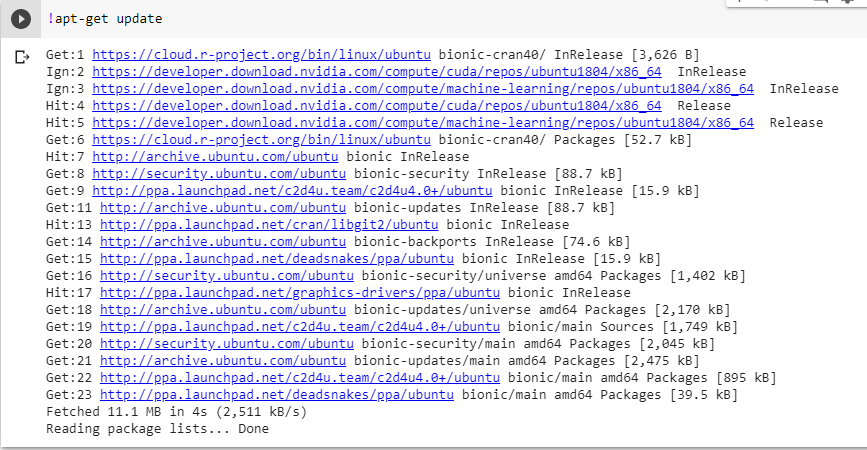 !apt-get update
Get:1 https://cloud.r-project.org/bin/linux/ubuntu bionic-cran40/ InRelease [3,626 B]
Ign:2 https://developer.download.nvidia.com/compute/cuda/repos/ubuntu1804/x86_64 InRelease
Ign:3 https://developer.download.nvidia.com/compute/machine-learning/repos/ubuntu1804/x86_64 InRelease
Hit:4 https://developer.download.nvidia.com/compute/cuda/repos/ubuntu1804/x86_64 Release
Hit:5 https://developer.download.nvidia.com/compute/machine-learning/repos/ubuntu1804/x86_64 Release
Get:6 https://cloud.r-project.org/bin/linux/ubuntu bionic-cran40/ Packages [52.7 kB]
Hit:7 http://archive.ubuntu.com/ubuntu bionic InRelease
Get:8 http://security.ubuntu.com/ubuntu bionic-security InRelease [88.7 kB]
Get:9 http://ppa.launchpad.net/c2d4u.team/c2d4u4.0+/ubuntu bionic InRelease [15.9 kB]
Get:11 http://archive.ubuntu.com/ubuntu bionic-updates InRelease [88.7 kB]
Hit:13 http://ppa.launchpad.net/cran/libgit2/ubuntu bionic InRelease
Get:14 http://archive.ubuntu.com/ubuntu bionic-backports InRelease [74.6 kB]
Get:15 http://ppa.launchpad.net/deadsnakes/ppa/ubuntu bionic InRelease [15.9 kB]
Get:16 http://security.ubuntu.com/ubuntu bionic-security/universe amd64 Packages [1,402 kB]
Hit:17 http://ppa.launchpad.net/graphics-drivers/ppa/ubuntu bionic InRelease
Get:18 http://archive.ubuntu.com/ubuntu bionic-updates/universe amd64 Packages [2,170 kB]
Get:19 http://ppa.launchpad.net/c2d4u.team/c2d4u4.0+/ubuntu bionic/main Sources [1,749 kB]
Get:20 http://security.ubuntu.com/ubuntu bionic-security/main amd64 Packages [2,045 kB]
Get:21 http://archive.ubuntu.com/ubuntu bionic-updates/main amd64 Packages [2,475 kB]
Get:22 http://ppa.launchpad.net/c2d4u.team/c2d4u4.0+/ubuntu bionic/main amd64 Packages [895 kB]
Get:23 http://ppa.launchpad.net/deadsnakes/ppa/ubuntu bionic/main amd64 Packages [39.5 kB]
Fetched 11.1 MB in 4s (2,511 kB/s)
Reading package lists... Done